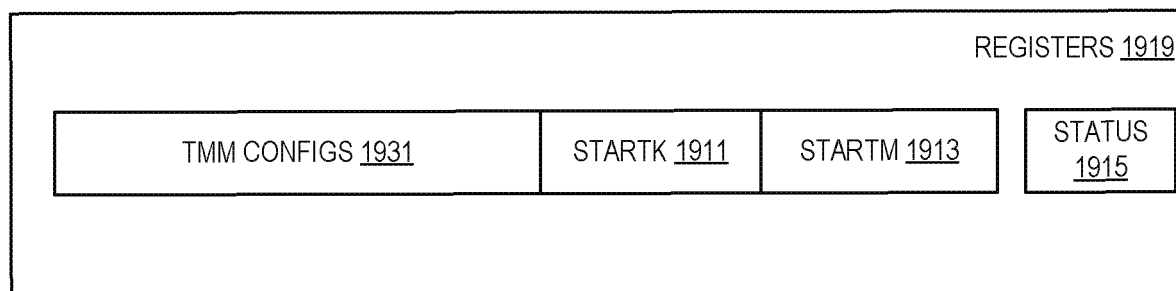 REGISTERS 1919
TMM CONFIGS 1931
STARTK 1911
STARTM 1913
STATUS
1915